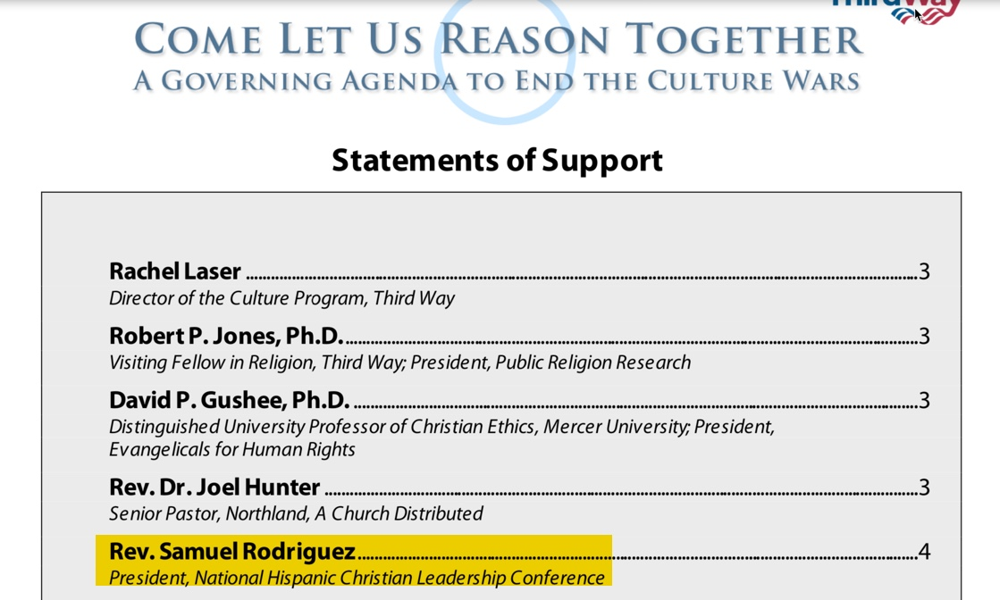 ThirdWay
COME LET US REASON TOGETHER
A GOVERNING AGENDA TO END THE CULTURE WARS
Statements of Support
Rachel Laser ........................................................................................................................3
Director of the Culture Program, Third Way
Robert P. Jones, Ph.D. ........................................................................................................3
Visiting Fellow in Religion, Third Way; President, Public Religion Research
David P. Gushee, Ph.D. ......................................................................................................3
Distinguished University Professor of Christian Ethics, Mercer University; President,
Evangelicals for Human Rights
Rev. Dr. Joel Hunter ..........................................................................................................3
Senior Pastor, Northland, A Church Distributed
Rev. Samuel Rodriguez ....................................................................................................4
President, National Hispanic Christian Leadership Conference